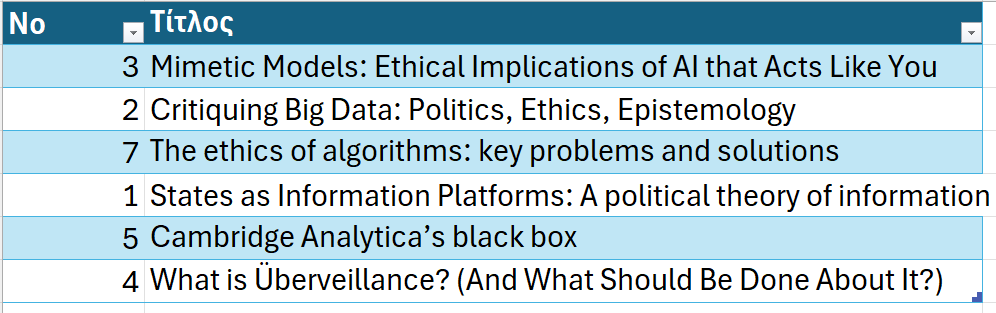 No Τίτλος
3 Mimetic Models: Ethical Implications of AI that Acts Like You
2 Critiquing Big Data: Politics, Ethics, Epistemology
7 The ethics of algorithms: key problems and solutions
1 States as Information Platforms: A political theory of information
5 Cambridge Analytica’s black box
4 What is Überveillance? (And What Should Be Done About It?)